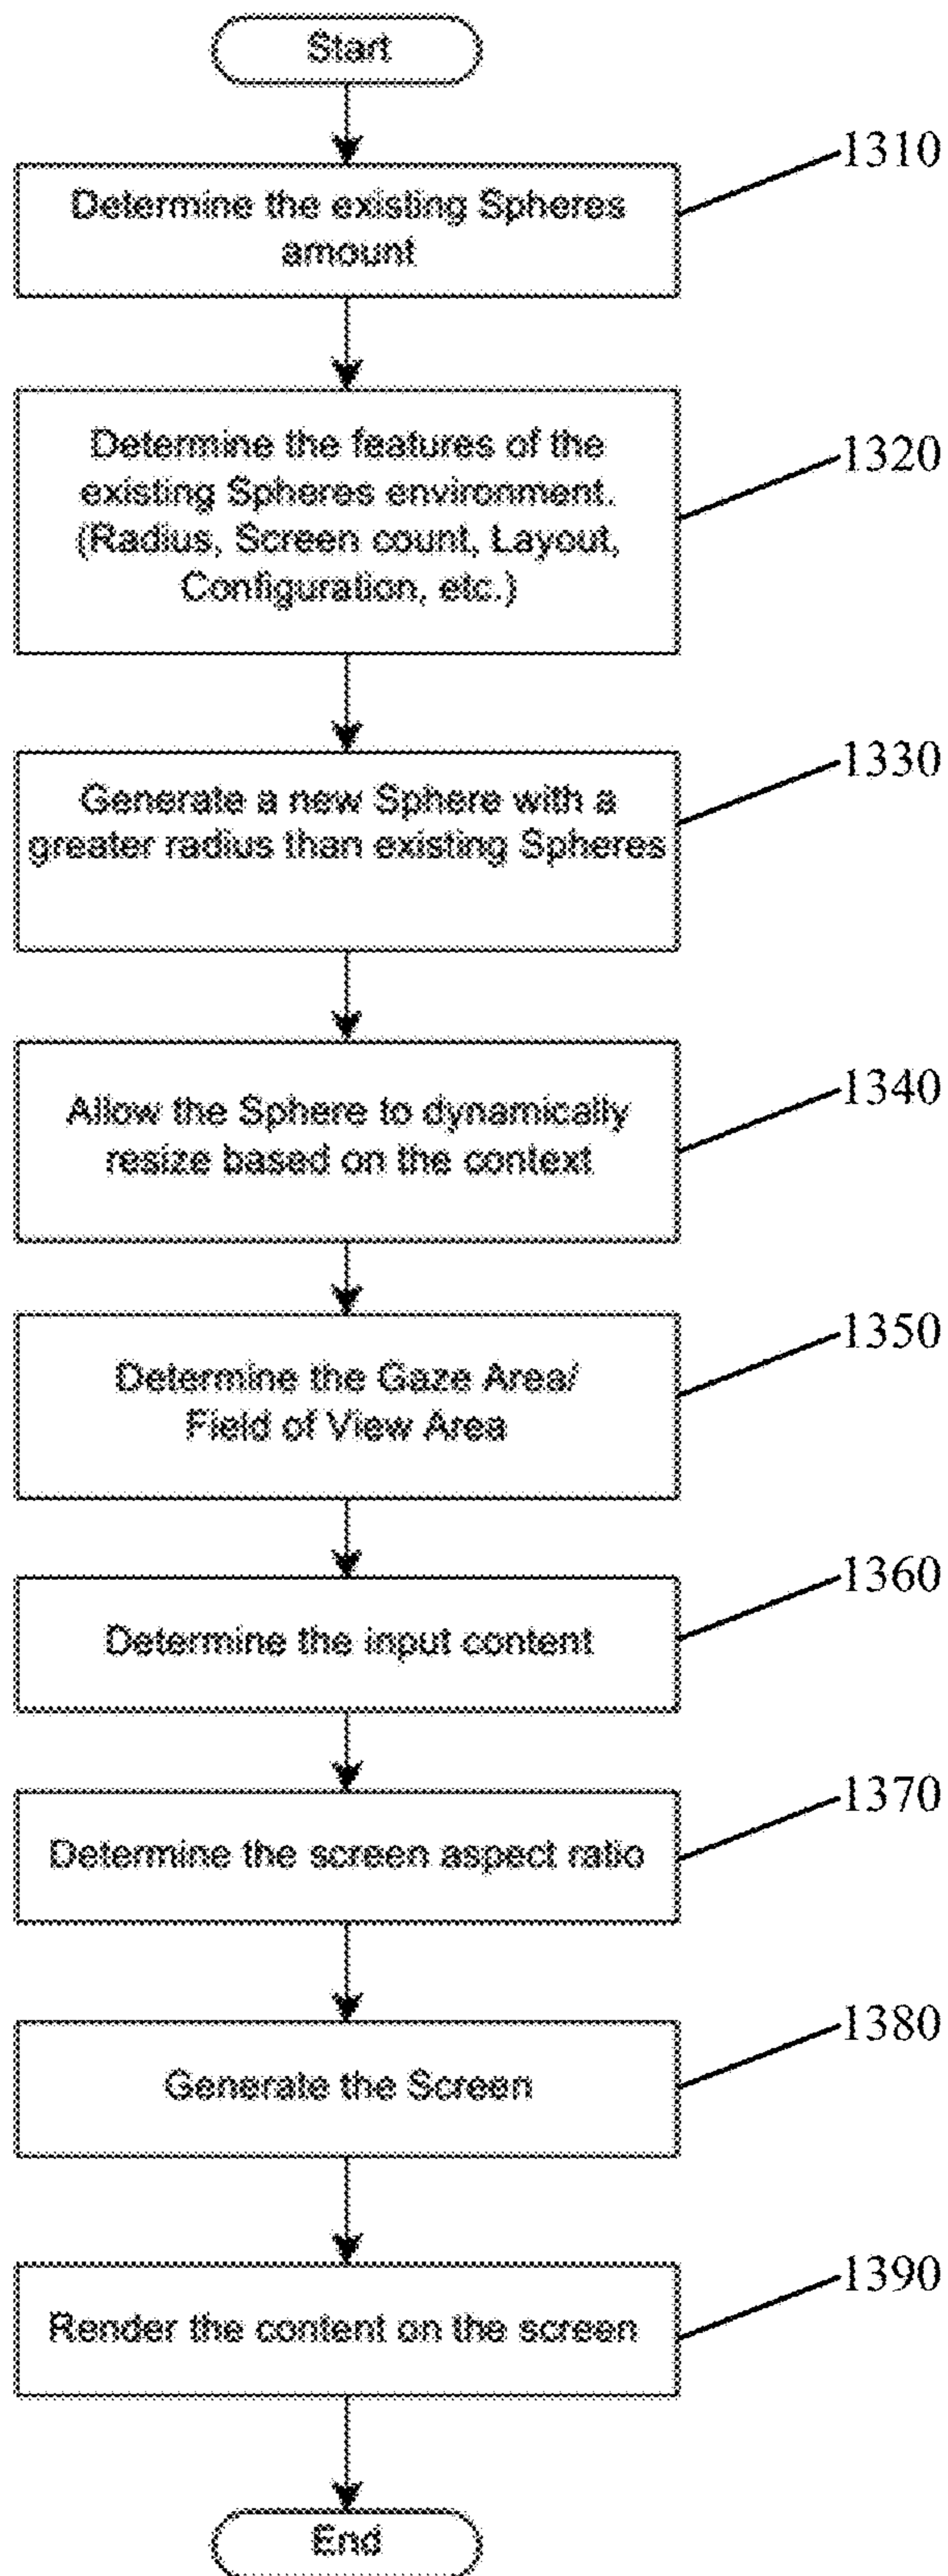 Start
1310
Determine the existing Spheres
amount
1320
Determine the features of the
existing Spheres environment.
(Radius, Screen count, Layout,
Configuration, etc.)
1330
Generate a new Sphere with a
greater radius than existing Spheres
1340
Allow the Sphere to dynamically
resize based on the context
1350
Determine the Gaze Area/
Field of View Area
1360
Determine the input content
1370
Determine the screen aspect ratio
1380
Generate the Screen
1390
Render the content on the screen
End